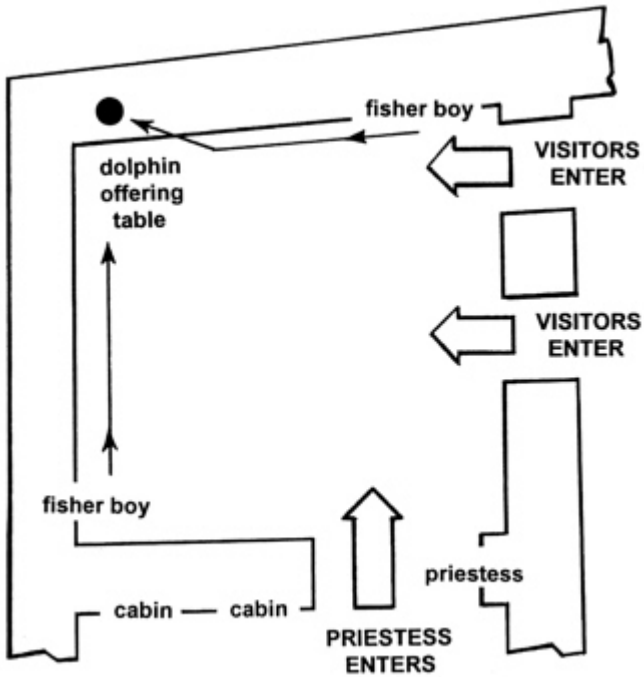 fisher boy
VISITORS
ENTER
dolphin
offering
table
VISITORS
ENTER
fisher boy
priestess
cabin
cabin
PRIESTESS
ENTERS